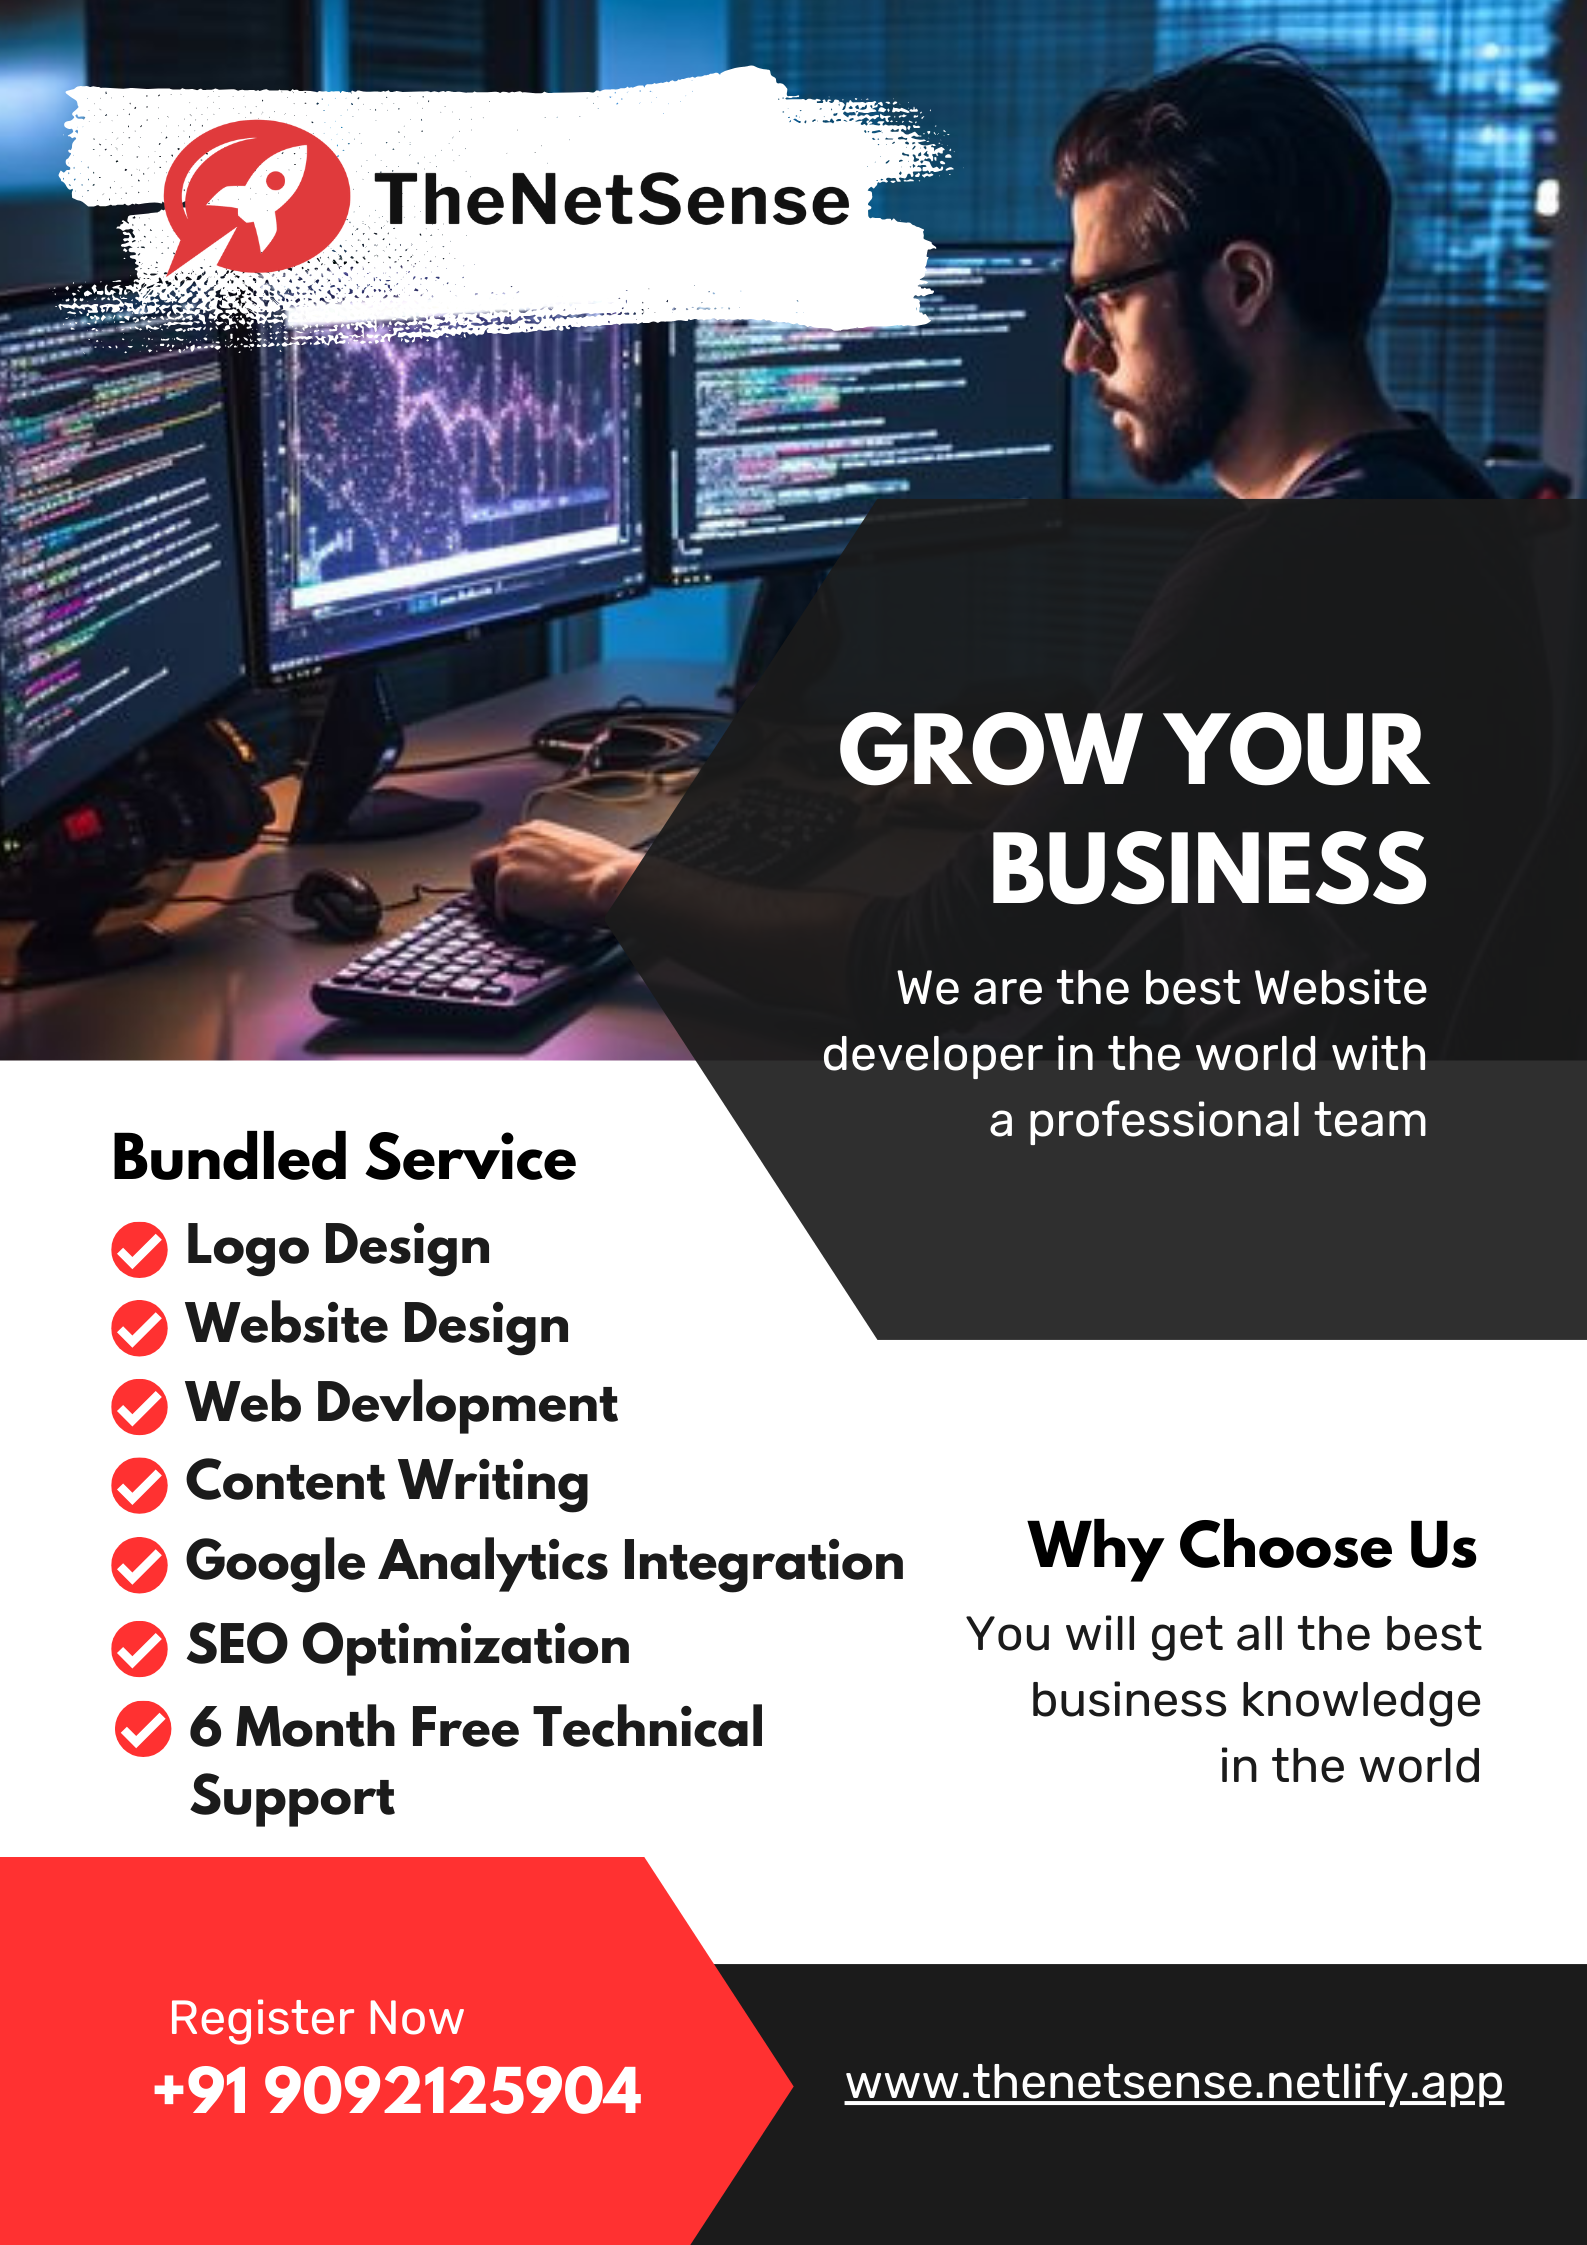 TheNetSense
GROW YOUR
BUSINESS
We are the best Website
developer in the world with
a professional team
Bundled Service
Logo Design
Website Design
Web Devlopment
Content Writing
Google Analytics Integration
SEO Optimization
6 Month Free Technical
Support
Why Choose Us
You will get all the best
business knowledge
in the world
Register Now
+91 9092125904
www.thenetsense.netlify.app